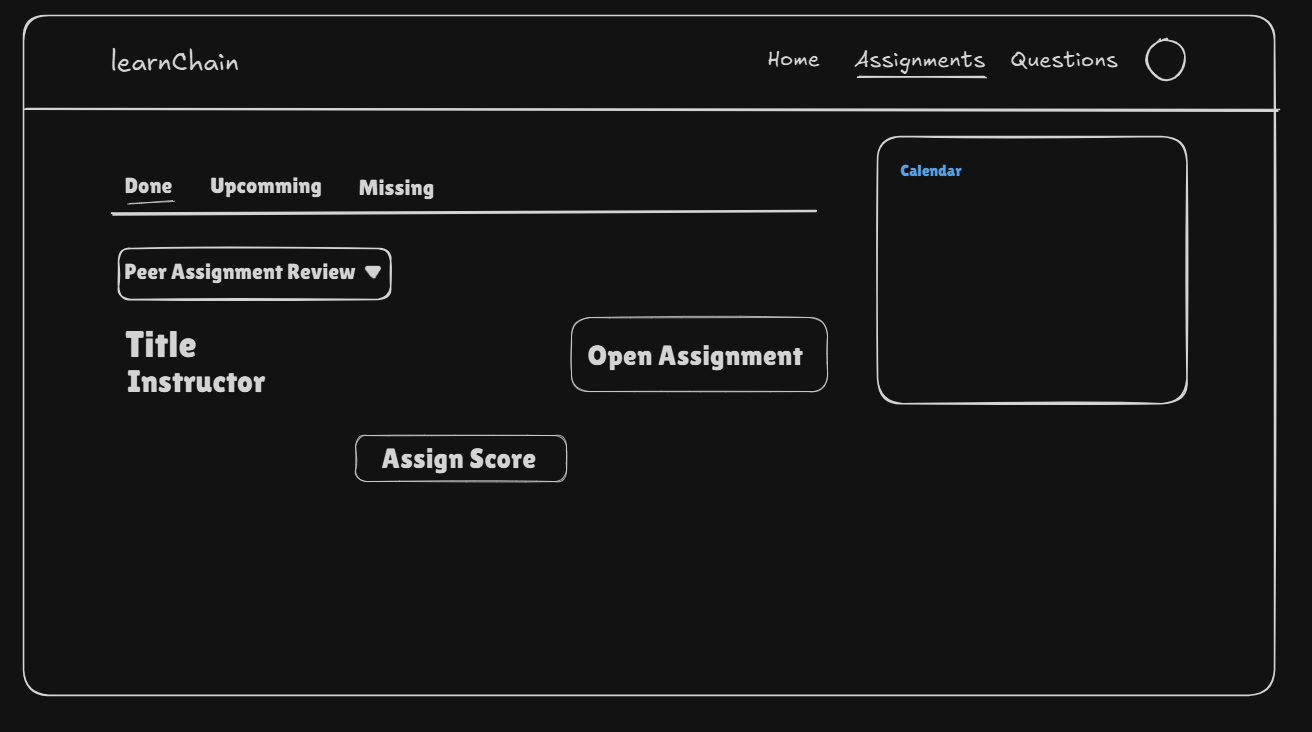 learnChain
Home Assignments Questions
Calendar
Done Upcomming Missing
Peer Assignment Review
Title
Instructor
Open Assignment
Assign Score